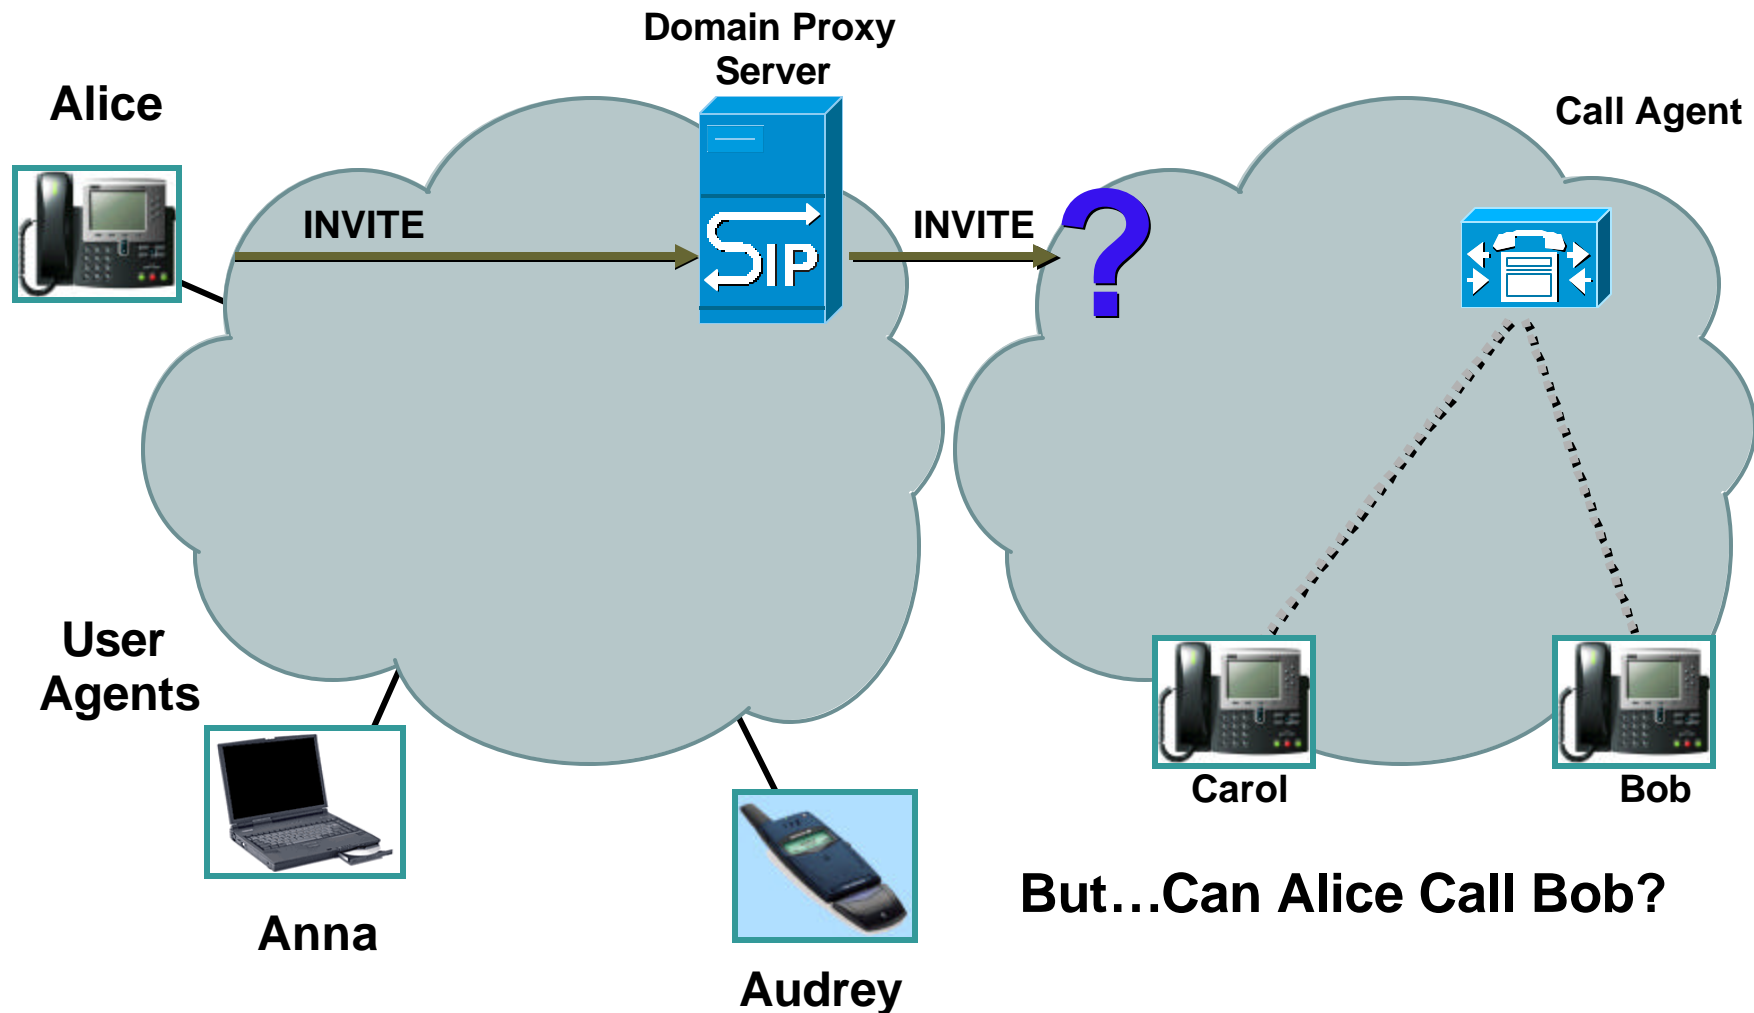 Domain Proxy
Server
Alice
Call Agent
INVITE
INVITE
?
SIP
User
Agents
Carol
Bob
But…Can Alice Call Bob?
Anna
Audrey